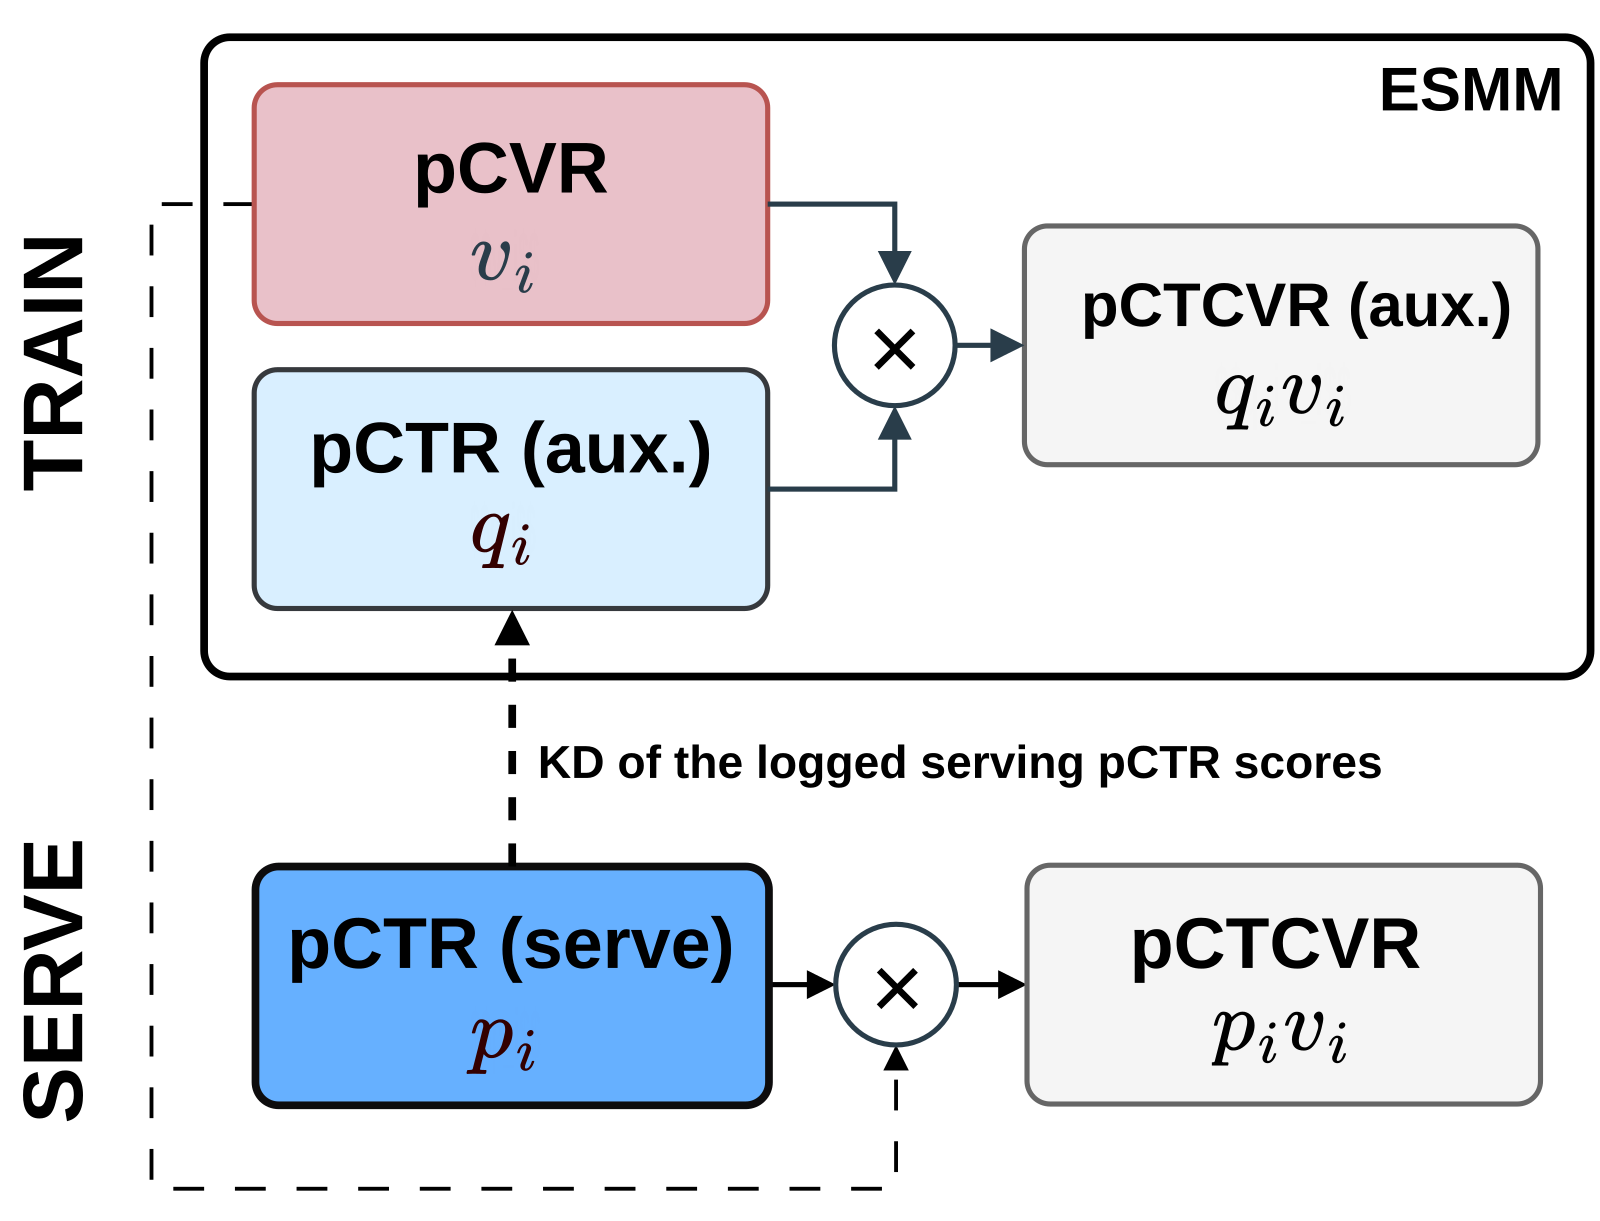 ESMM
TRAIN
pCVR
v_i
×
pCTCVR (aux.)
q_i v_i
pCTR (aux.)
q_i
KD of the logged serving pCTR scores
SERVE
pCTR (serve)
p_i
×
pCTCVR
p_i v_i